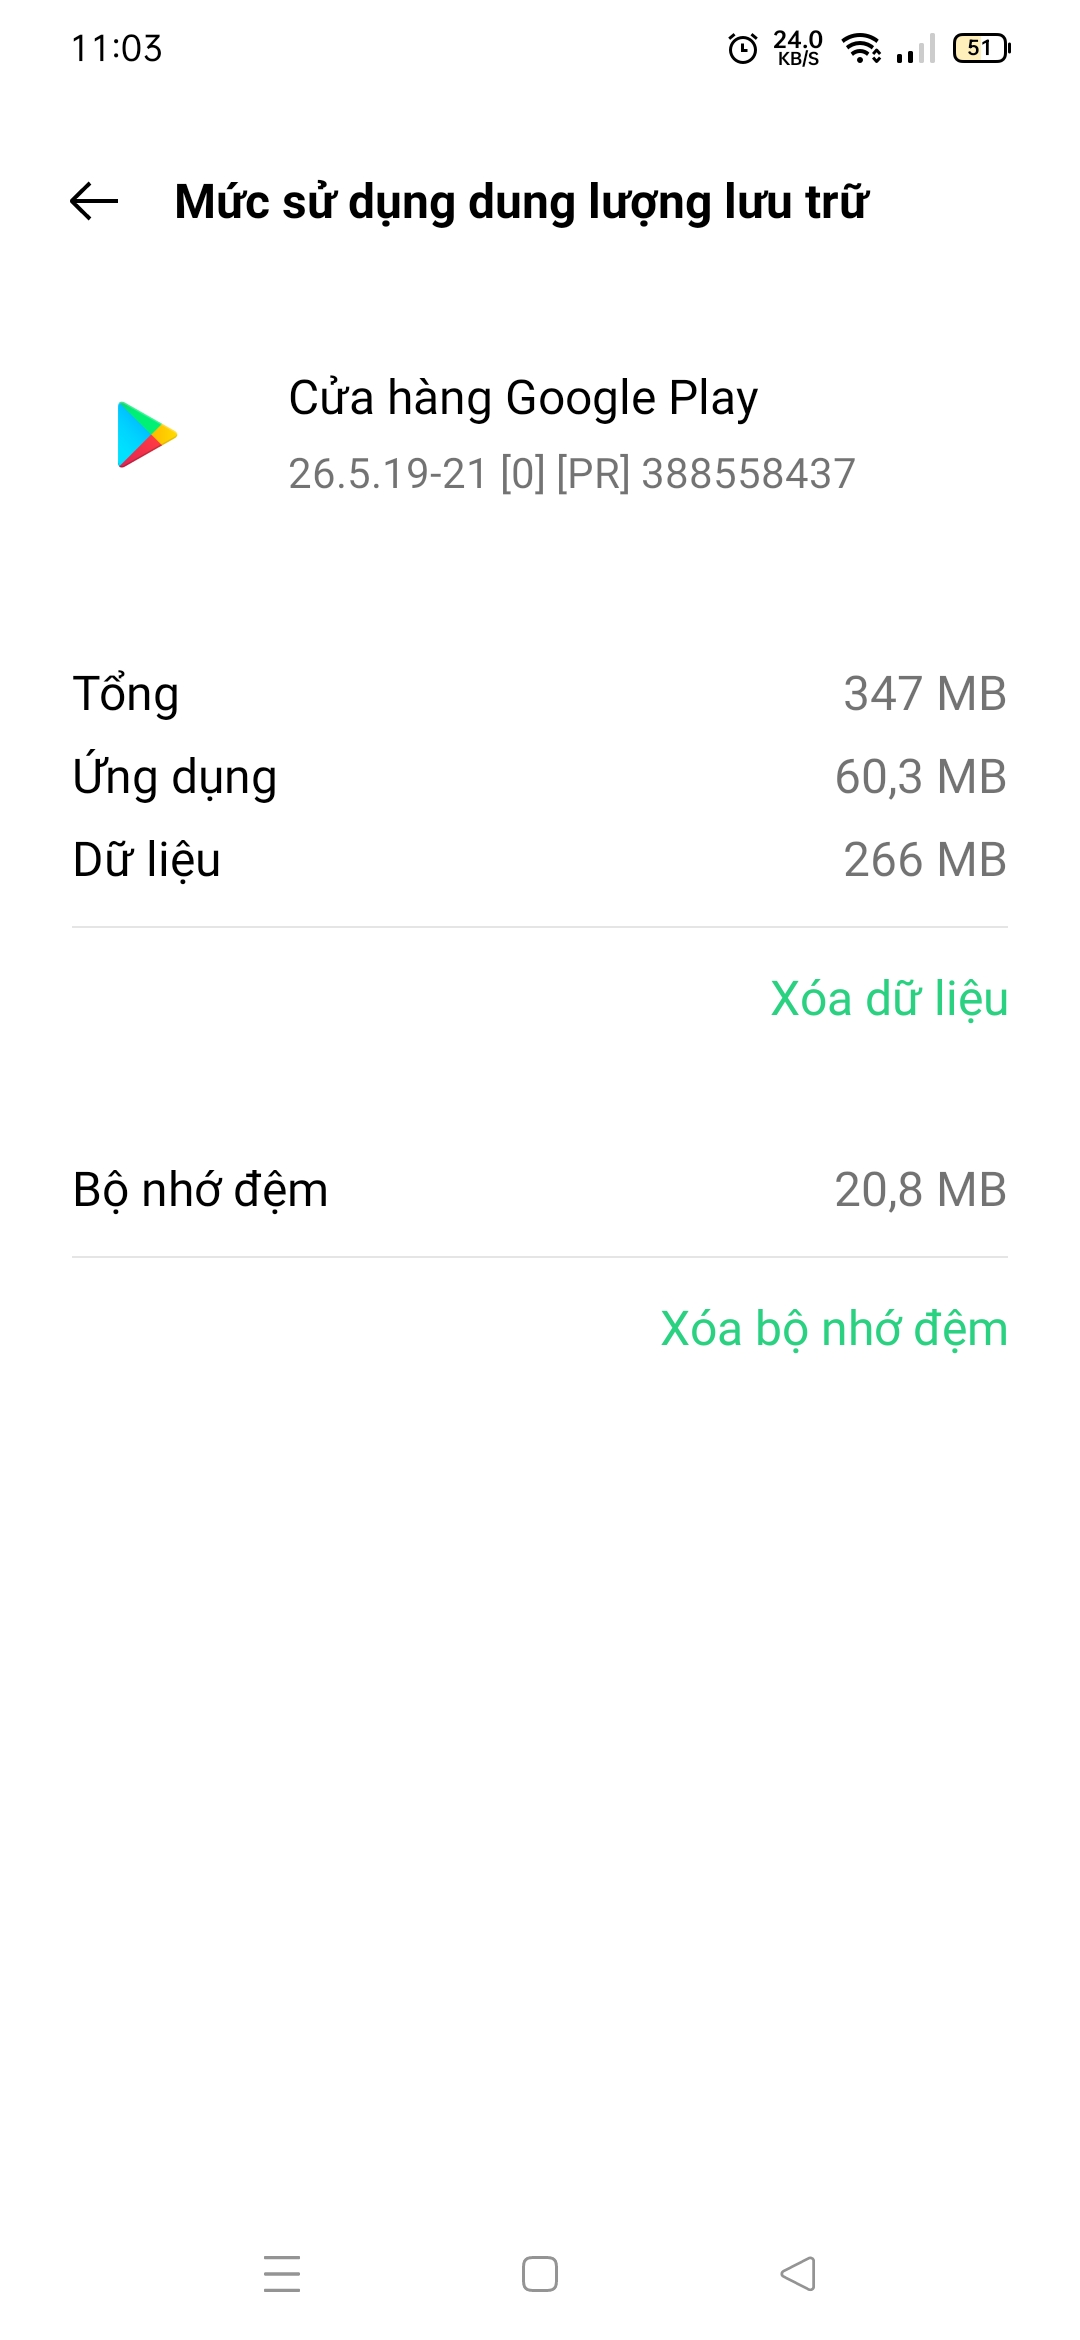 11:03
24.0
KB/S
51
Mức sử dụng dung lượng lưu trữ
Cửa hàng Google Play
26.5.19-21 [0] [PR] 388558437
Tổng 347 MB
Ứng dụng 60,3 MB
Dữ liệu 266 MB
Xóa dữ liệu
Bộ nhớ đệm 20,8 MB
Xóa bộ nhớ đệm